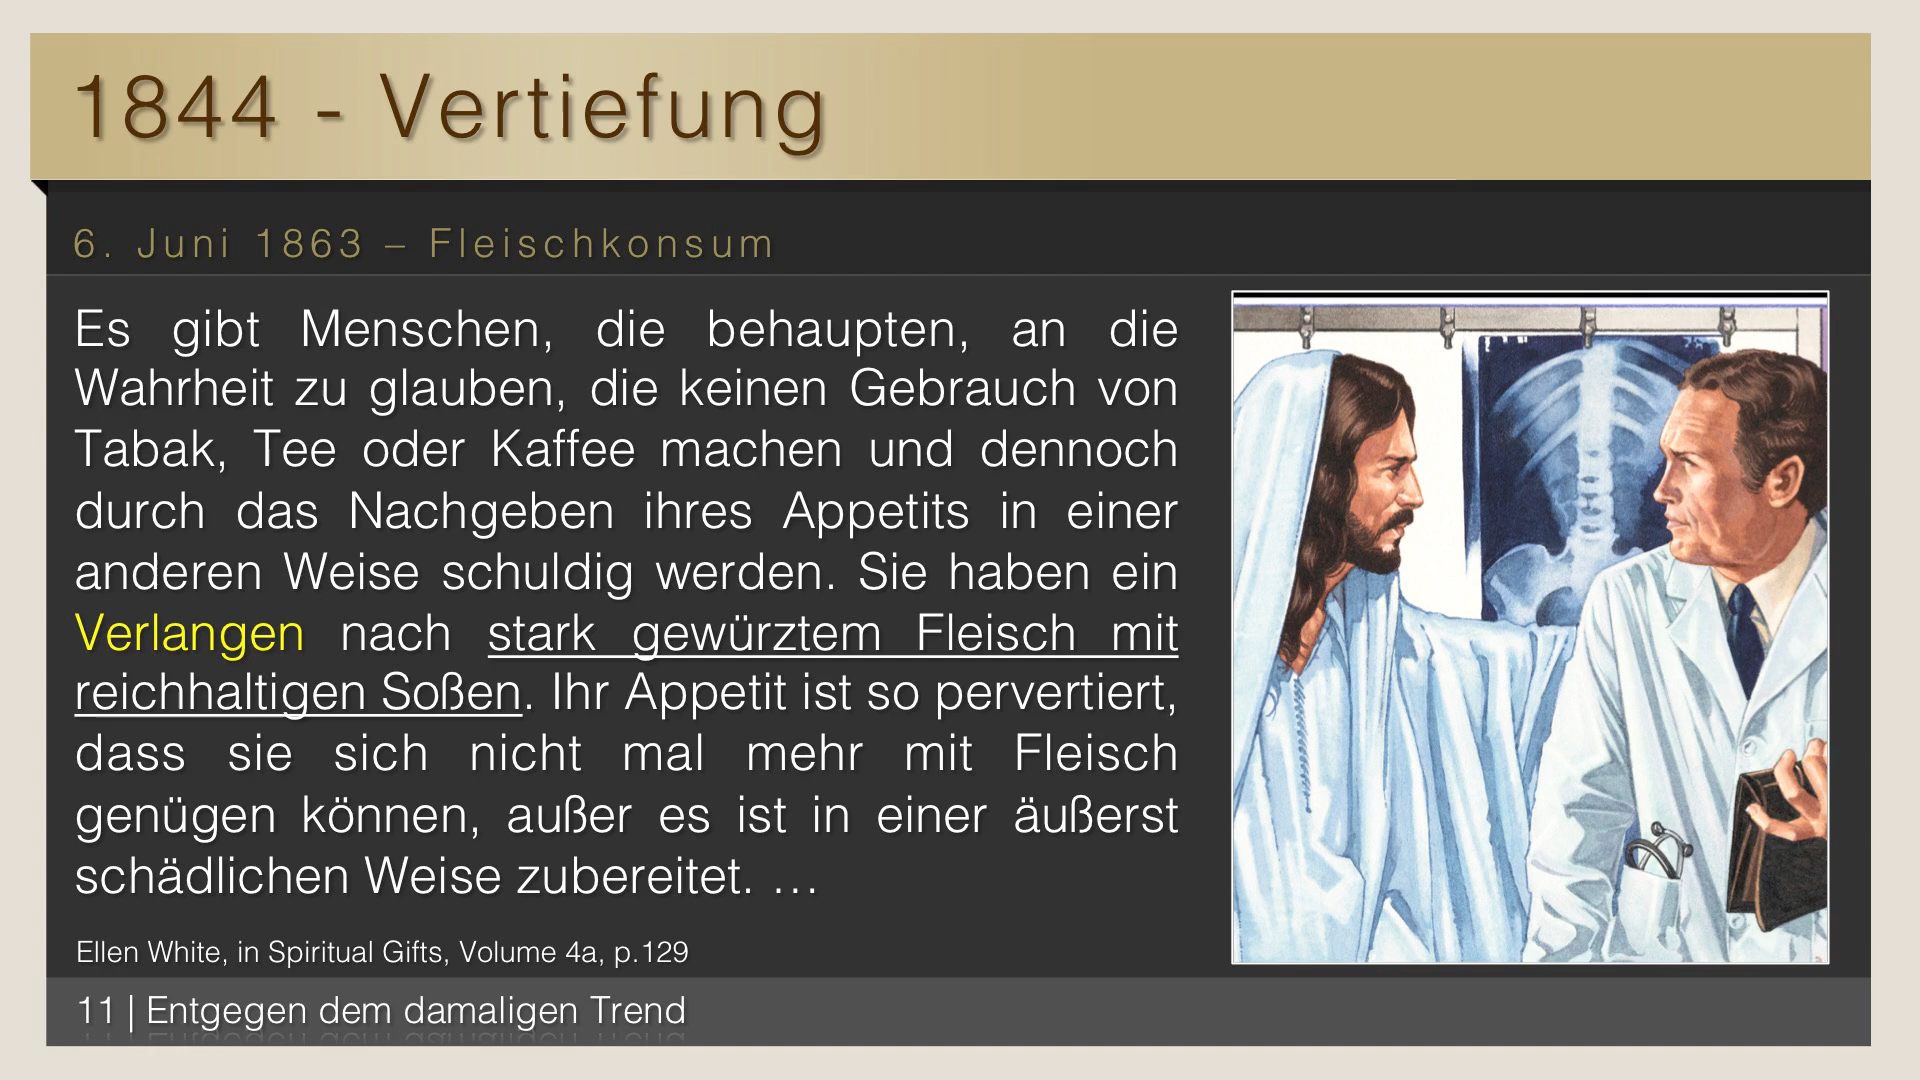 1844 - Vertiefung
6. Juni 1863 – Fleischkonsum
Es gibt Menschen, die behaupten, an die
Wahrheit zu glauben, die keinen Gebrauch von
Tabak, Tee oder Kaffee machen und dennoch
durch das Nachgeben ihres Appetits in einer
anderen Weise schuldig werden. Sie haben ein
Verlangen nach stark gewürztem Fleisch mit
reichhaltigen Soßen. Ihr Appetit ist so pervertiert,
dass sie sich nicht mal mehr mit Fleisch
genügen können, außer es ist in einer äußerst
schädlichen Weise zubereitet. …
Ellen White, in Spiritual Gifts, Volume 4a, p.129
11 | Entgegen dem damaligen Trend